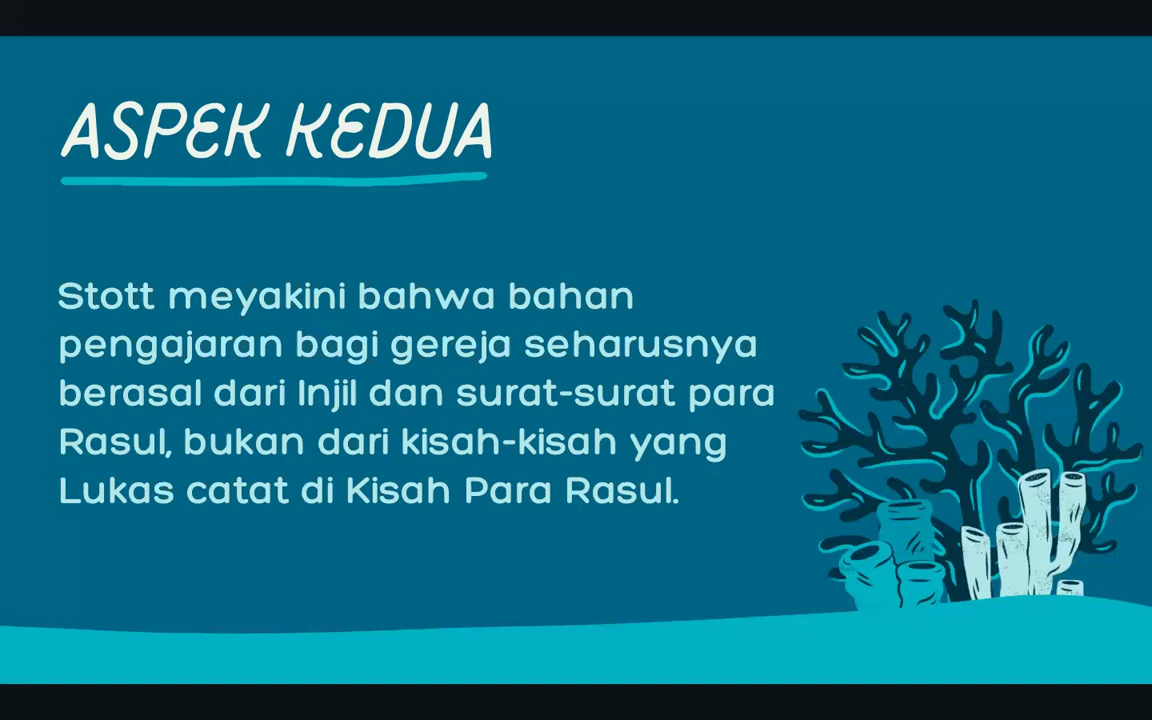 ASPEK KEDUA
Stott meyakini bahwa bahan
pengajaran bagi gereja seharusnya
berasal dari Injil dan surat-surat para
Rasul, bukan dari kisah-kisah yang
Lukas catat di Kisah Para Rasul.